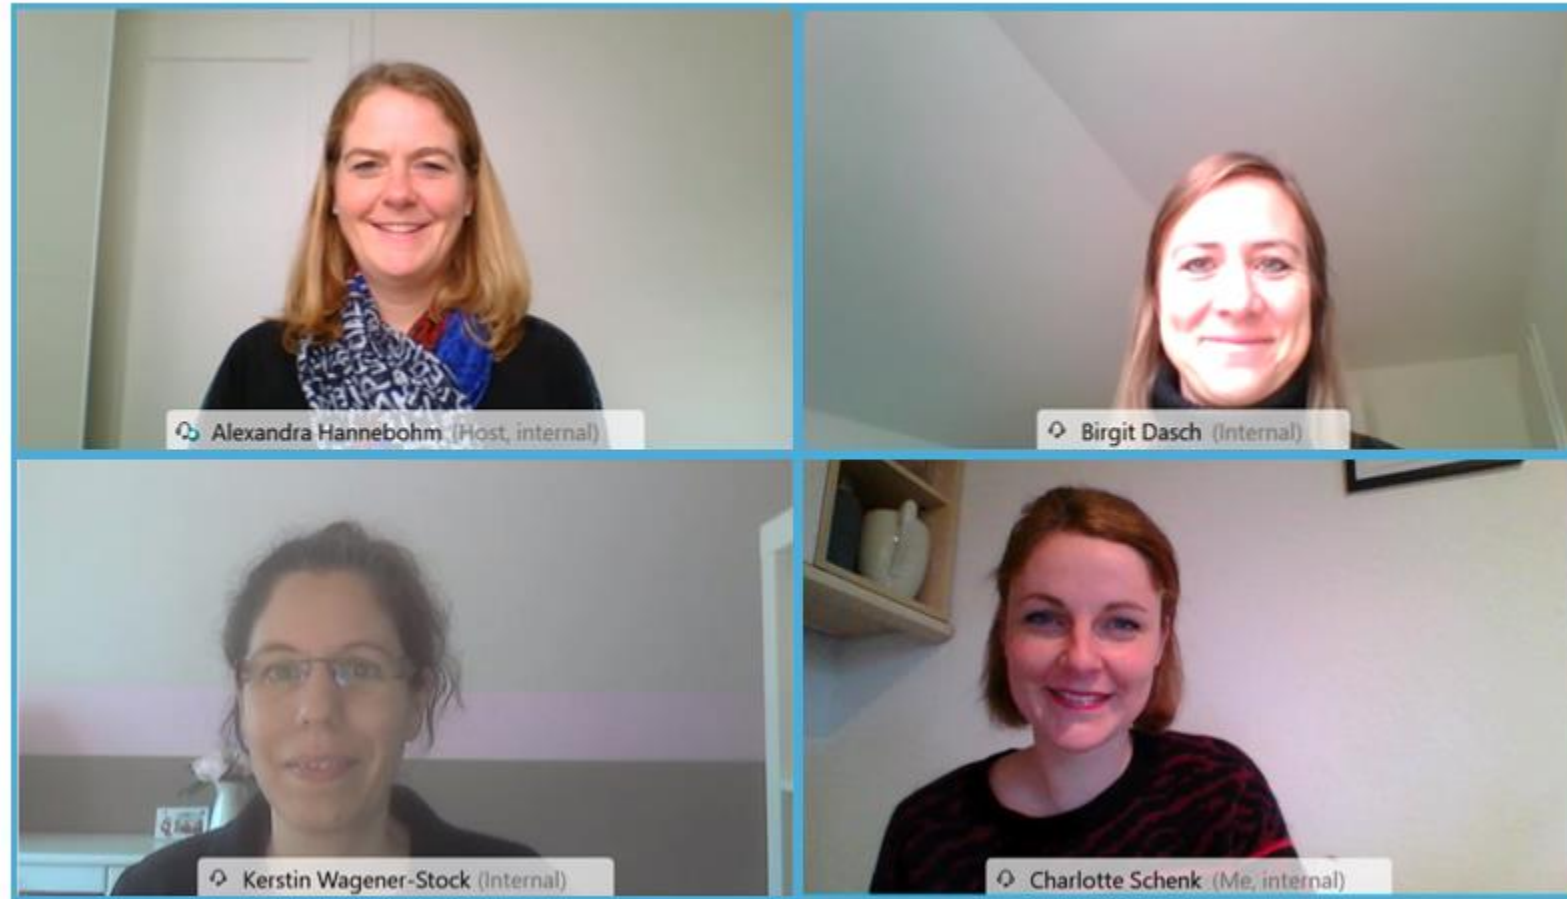 Alexandra Hannebohm (Host, internal)
Birgit Dasch (Internal)
Kerstin Wagener-Stock (Internal)
Charlotte Schenk (Me, internal)